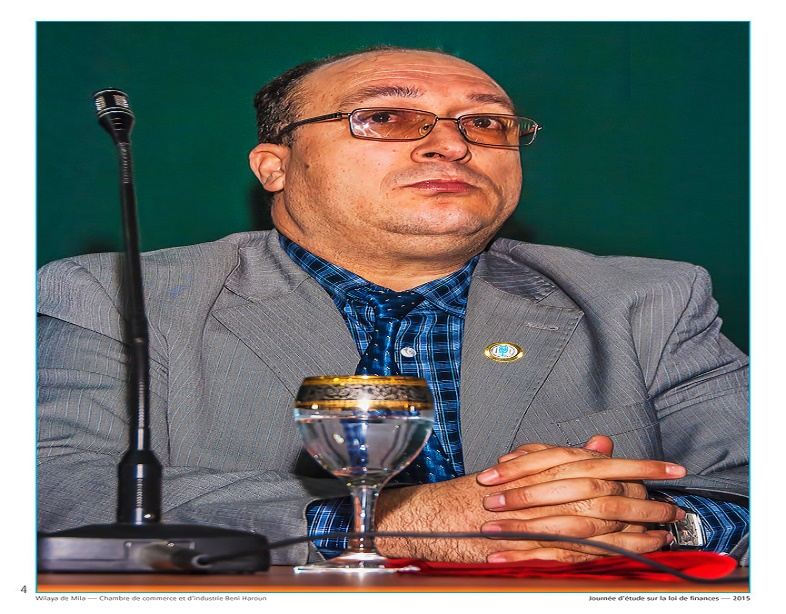 4
Wilaya de Mila — Chambre de commerce et d'industrie Beni Haroun
Journée d'étude sur la loi de finances — 2015